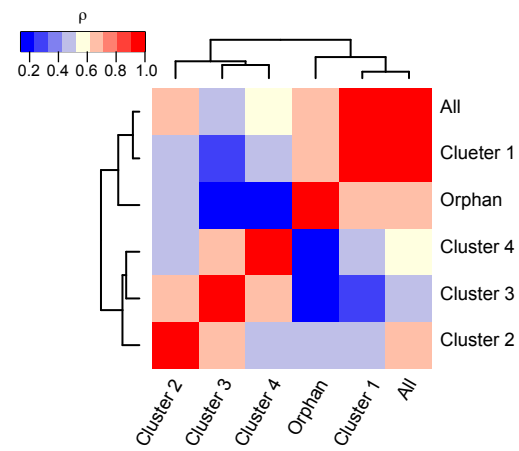 ρ
0.2 0.4 0.6 0.8 1.0
All
Clueter 1
Orphan
Cluster 4
Cluster 3
Cluster 2
Cluster 2 Cluster 3 Cluster 4 Orphan Cluster 1 All